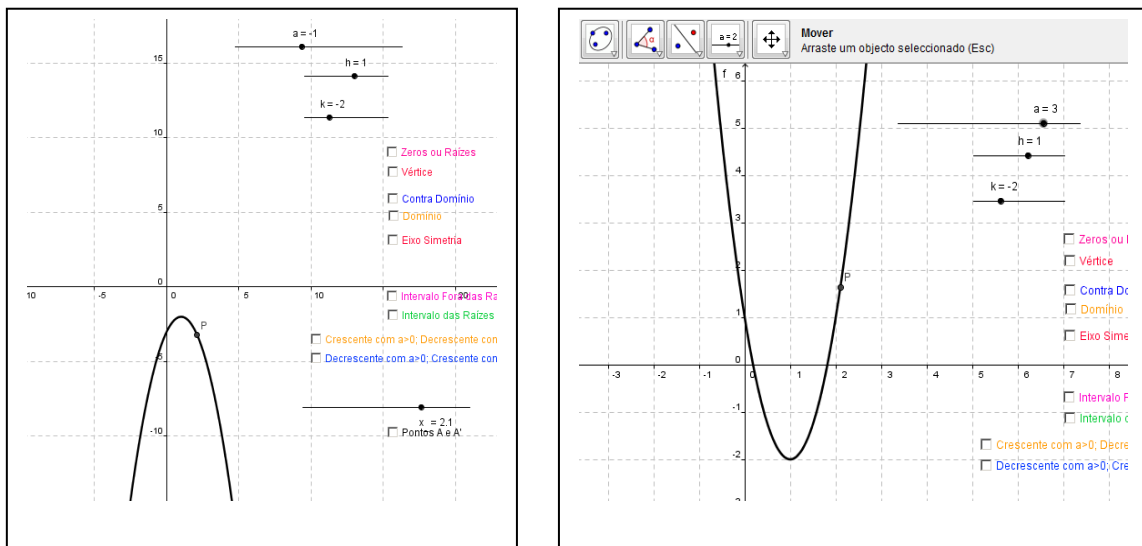 a = -1
15
h = 1
k = -2
10
Zeros ou Raízes
Vértice
5
Contra Domínio
Domínio
Eixo Simetria
0
10
-5
0
5
10
20
Intervalo Fora das Ra
Intervalo das Raízes
P
Crescente com a>0; Decrescente con
-5
Decrescente com a>0; Crescente con
x = 2.1
-10
Pontos A e A'
a = 2
Mover
Arraste um objecto seleccionado (Esc)
f
6
a = 3
5
h = 1
4
k = -2
3
Zeros ou I
2
Vértice
P
Contra Do
1
Domínio
Eixo Sime
0
-3
-2
-1
0
1
2
3
4
5
6
7
8
Intervalo F
-1
Intervalo d
Crescente com a>0; Decre
-2
Decrescente com a>0; Cre